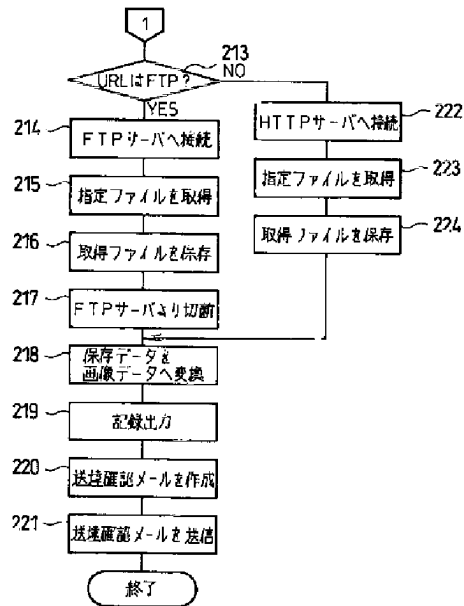 1
213
URLはFTP?
NO
YES
214
FTPサーバへ接続
222
HTTPサーバへ接続
215
指定ファイルを取得
223
指定ファイルを取得
216
取得ファイルを保存
224
取得ファイルを保存
217
FTPサーバより切断
218
保存データを
画像データへ変換
219
記録出力
220
送達確認メールを作成
221
送達確認メールを送信
終了